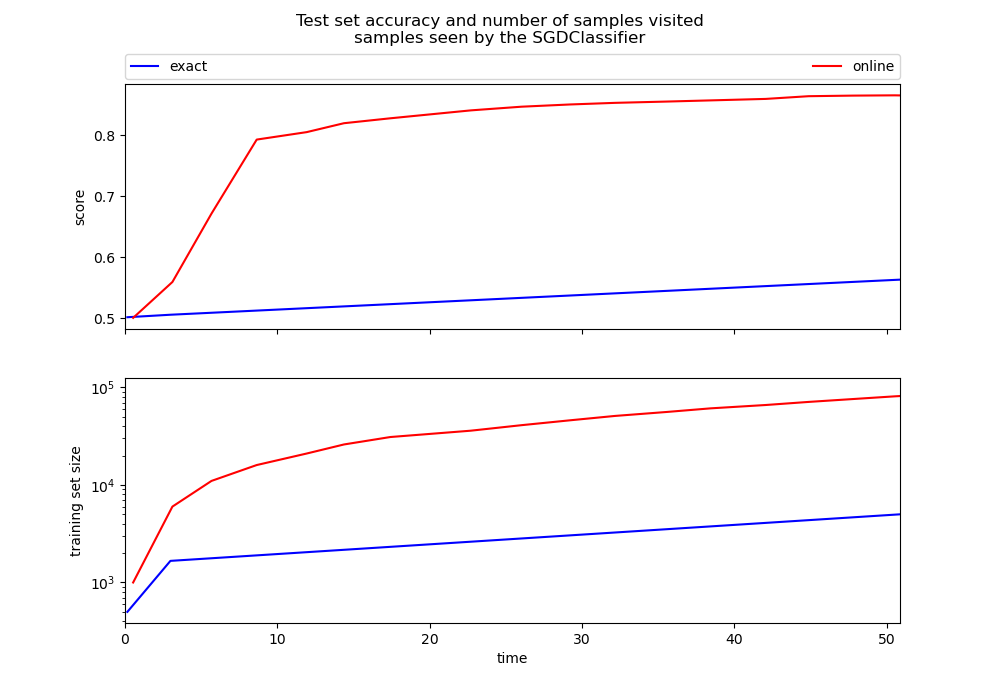 Test set accuracy and number of samples visited
samples seen by the SGDClassifier
exact
online
0.8
0.7
0.6
0.5
score
10^5
10^4
10^3
training set size
0 10 20 30 40 50
time